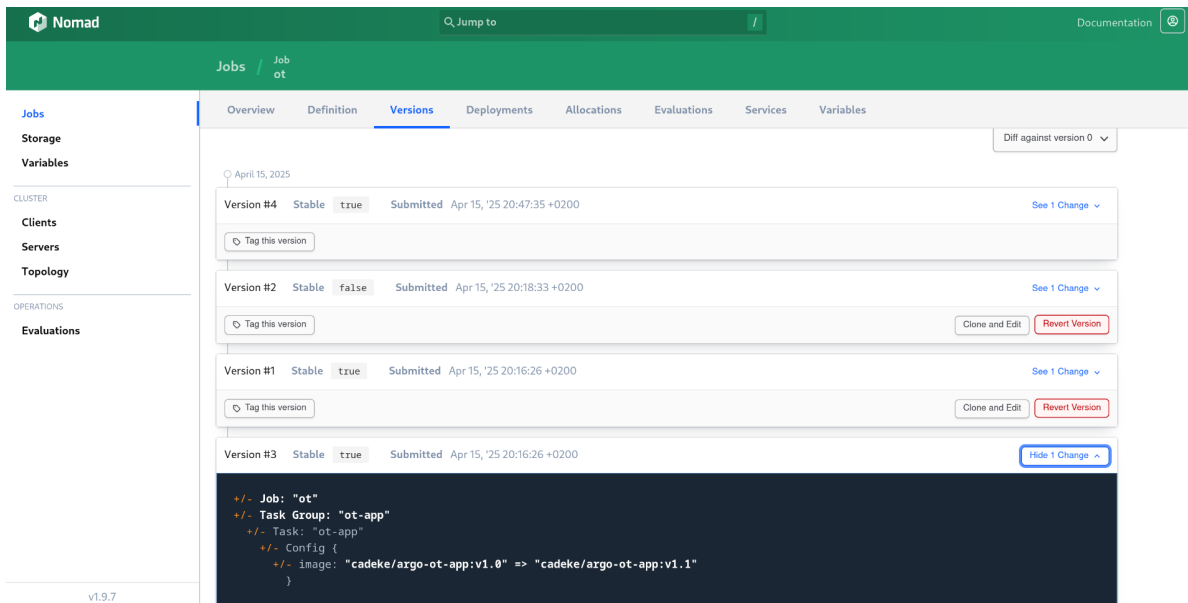 Nomad
Jump to
/
Documentation
Jobs / Job
ot
Jobs
Storage
Variables
CLUSTER
Clients
Servers
Topology
OPERATIONS
Evaluations
v1.9.7
Overview Definition Versions Deployments Allocations Evaluations Services Variables
Diff against version 0
April 15, 2025
Version #4 Stable true Submitted Apr 15, '25 20:47:35 +0200 See 1 Change
Tag this version
Version #2 Stable false Submitted Apr 15, '25 20:18:33 +0200 See 1 Change
Tag this version Clone and Edit Revert Version
Version #1 Stable true Submitted Apr 15, '25 20:16:26 +0200 See 1 Change
Tag this version Clone and Edit Revert Version
Version #3 Stable true Submitted Apr 15, '25 20:16:26 +0200 Hide 1 Change
+/- Job: "ot"
+/- Task Group: "ot-app"
+/- Task: "ot-app"
+/- Config {
+/- image: "cadeke/argo-ot-app:v1.0" => "cadeke/argo-ot-app:v1.1"
}